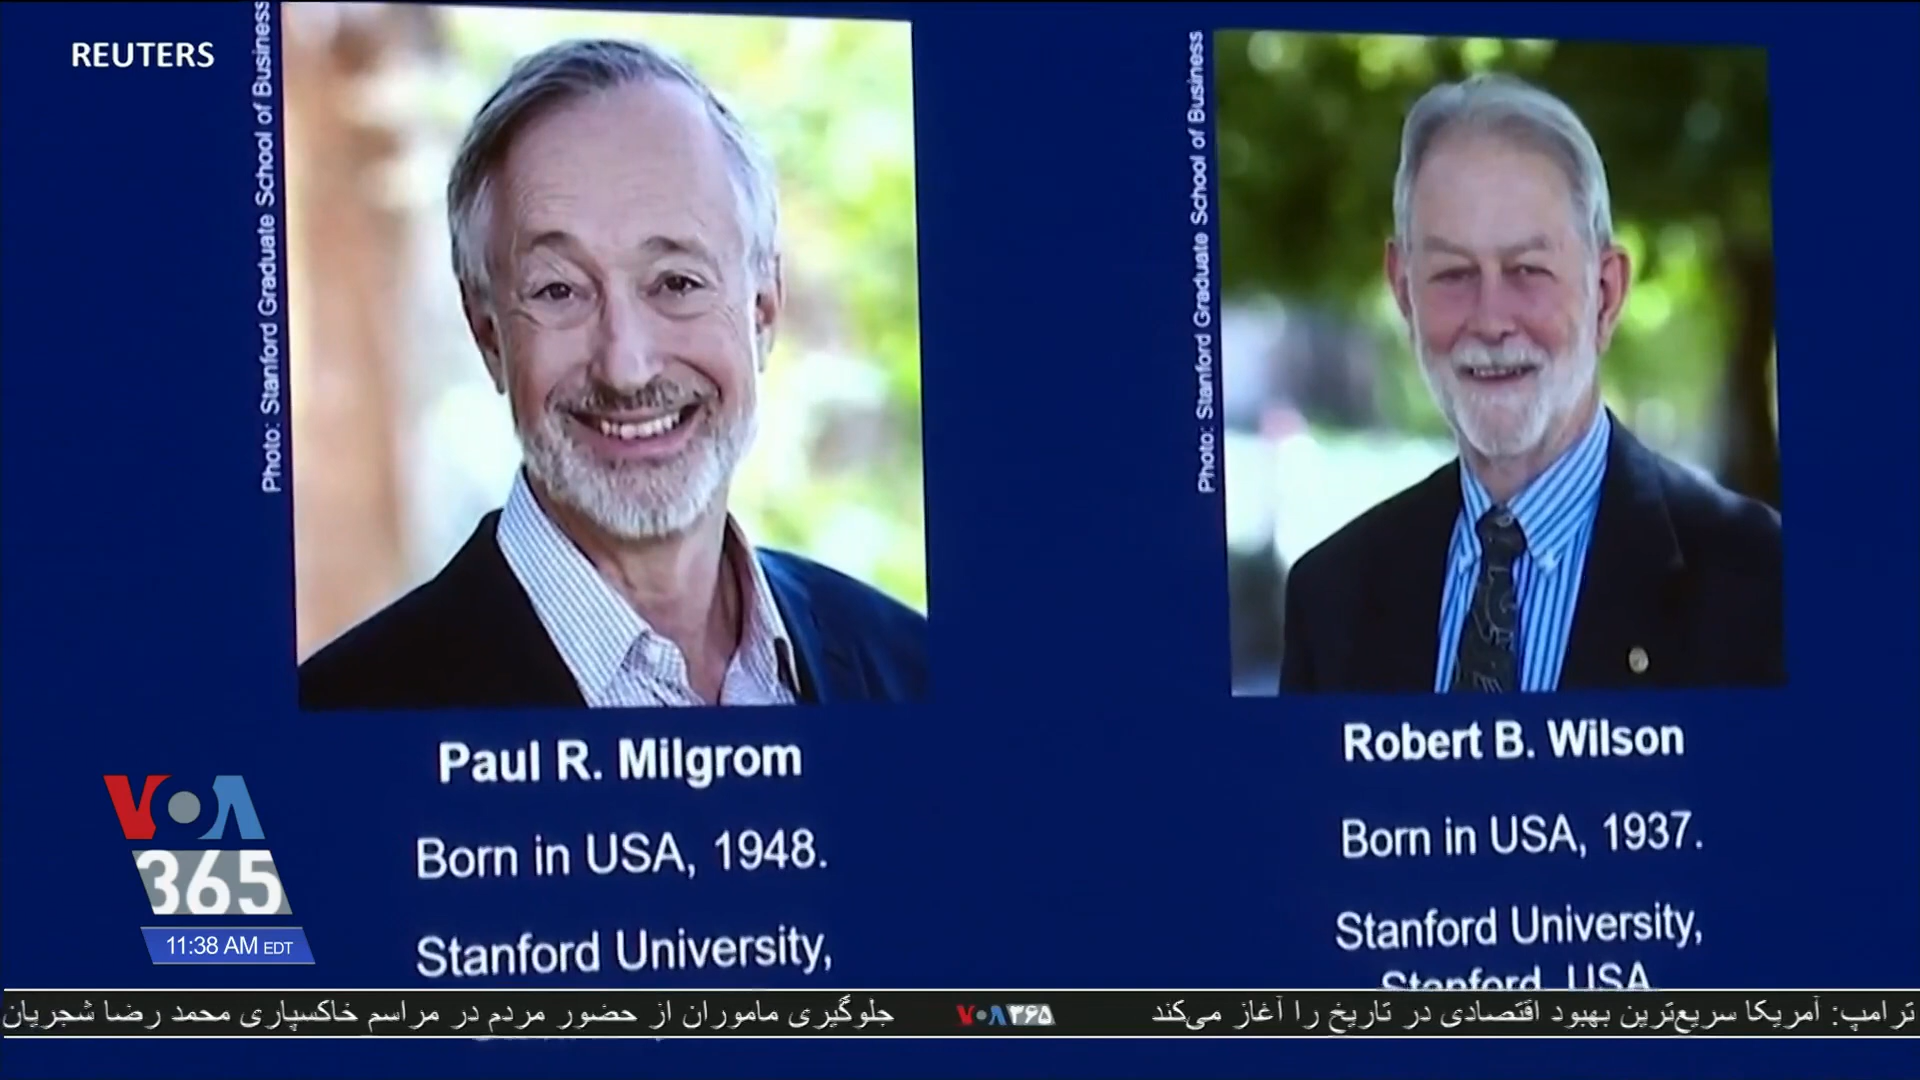 REUTERS
Photo: Stanford Graduate School of Business
Photo: Stanford Graduate School of Business
Paul R. Milgrom
Born in USA, 1948.
Stanford University,
Robert B. Wilson
Born in USA, 1937.
Stanford University,
Stanford, USA
VOA
365
11:38 AM EDT
ترامپ: آمریکا سریع‌ترین بهبود اقتصادی در تاریخ را آغاز می‌کند
VOA۳۶۵
جلوگیری ماموران از حضور مردم در مراسم خاکسپاری محمد رضا شجریان